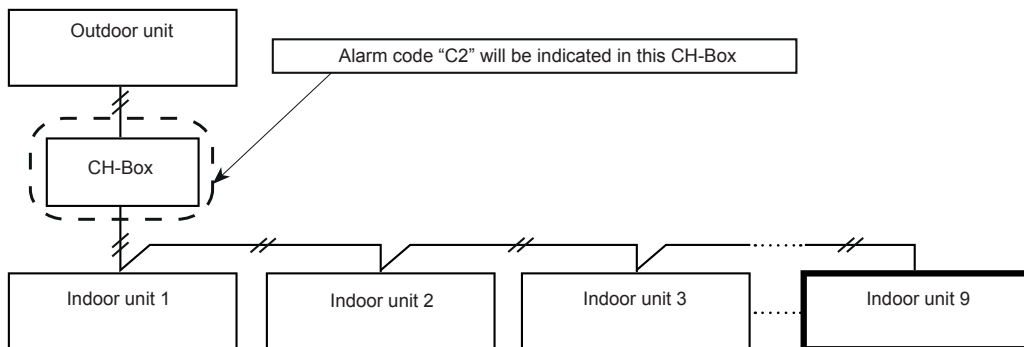 Outdoor unit
Alarm code “C2” will be indicated in this CH-Box
CH-Box
Indoor unit 1
Indoor unit 2
Indoor unit 3
Indoor unit 9